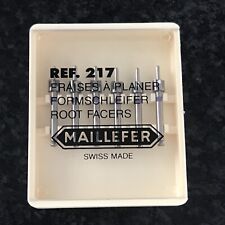 REF. 217
FRAISES À PLANER
FORMSCHLEIFER
ROOT FACERS
MAILLEFER
SWISS MADE